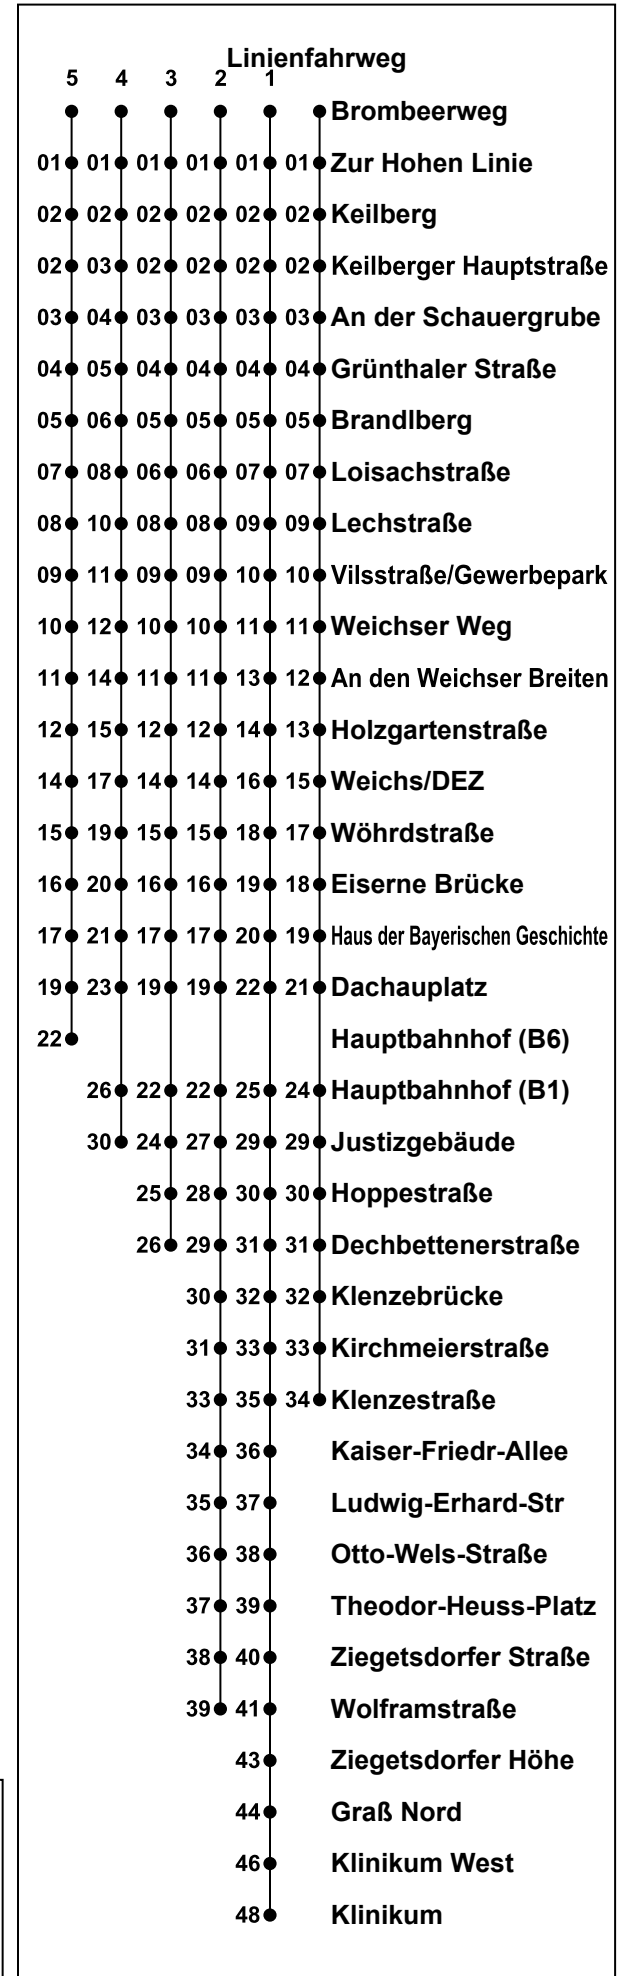 Linienfahrweg
5 4 3 2 1
Brombeerweg
01 01 01 01 01 01 Zur Hohen Linie
02 02 02 02 02 02 Keilberg
02 03 02 02 02 02 Keilberger Hauptstraße
03 04 03 03 03 03 An der Schauergrube
04 05 04 04 04 04 Grünthaler Straße
05 06 05 05 05 05 Brandlberg
07 08 06 06 07 07 Loisachstraße
08 10 08 08 09 09 Lechstraße
09 11 09 09 10 10 Vilsstraße/Gewerbepark
10 12 10 10 11 11 Weichser Weg
11 14 11 11 13 12 An den Weichser Breiten
12 15 12 12 14 13 Holzgartenstraße
14 17 14 14 16 15 Weichs/DEZ
15 19 15 15 18 17 Wöhrdstraße
16 20 16 16 19 18 Eiserne Brücke
17 21 17 17 20 19 Haus der Bayerischen Geschichte
19 23 19 19 22 21 Dachauplatz
22 Hauptbahnhof (B6)
26 22 22 25 24 Hauptbahnhof (B1)
30 24 27 29 29 Justizgebäude
25 28 30 30 Hoppestraße
26 29 31 31 Dechbettenerstraße
30 32 32 Klenzebrücke
31 33 33 Kirchmeierstraße
33 35 34 Klenzestraße
34 36 Kaiser-Friedr-Allee
35 37 Ludwig-Erhard-Str
36 38 Otto-Wels-Straße
37 39 Theodor-Heuss-Platz
38 40 Ziegetsdorfer Straße
39 41 Wolframstraße
43 Ziegetsdorfer Höhe
44 Graß Nord
46 Klinikum West
48 Klinikum